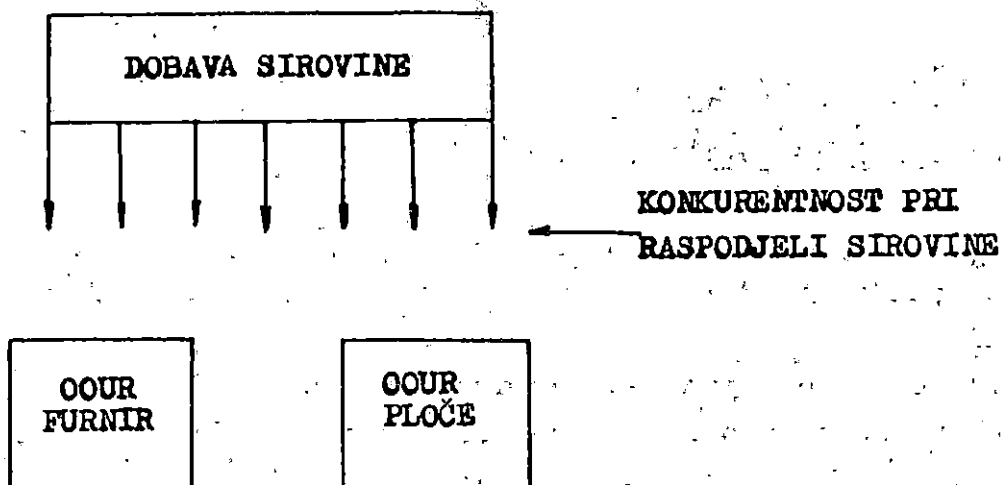 DOBAVA SIROVINE
KONKURENTNOST PRI
RASPODJELI SIROVINE
OOUR
FURNIR
OOUR
PLOČE